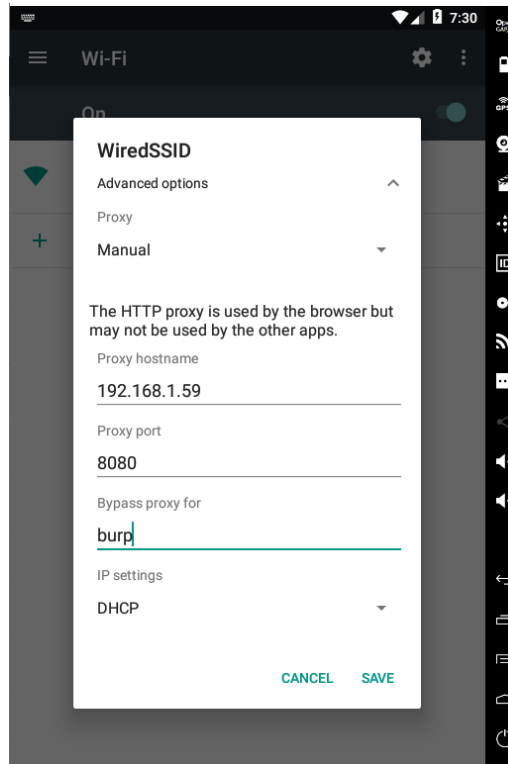 7:30
Wi-Fi
On
WiredSSID
Advanced options
Proxy
Manual
The HTTP proxy is used by the browser but
may not be used by the other apps.
Proxy hostname
192.168.1.59
Proxy port
8080
Bypass proxy for
burp
IP settings
DHCP
CANCEL SAVE
GPS